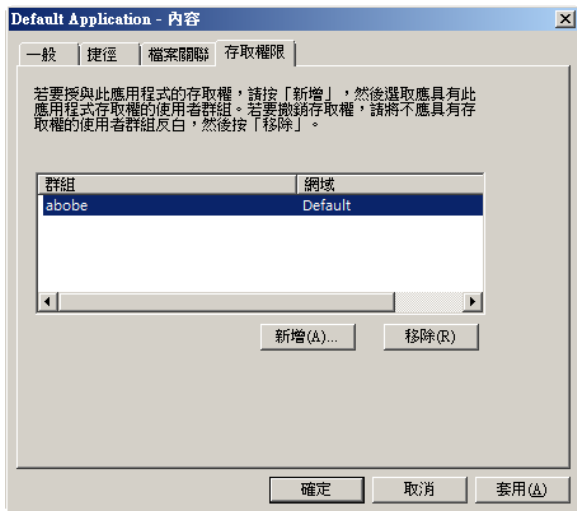 Default Application - 內容
一般 捷徑 檔案關聯 存取權限
若要授與此應用程式的存取權，請按「新增」，然後選取應具有此
應用程式存取權的使用者群組。若要撤銷存取權，請將不應具有存
取權的使用者群組反白，然後按「移除」。
群組 網域
abobe Default
新增(A)... 移除(R)
確定 取消 套用(A)